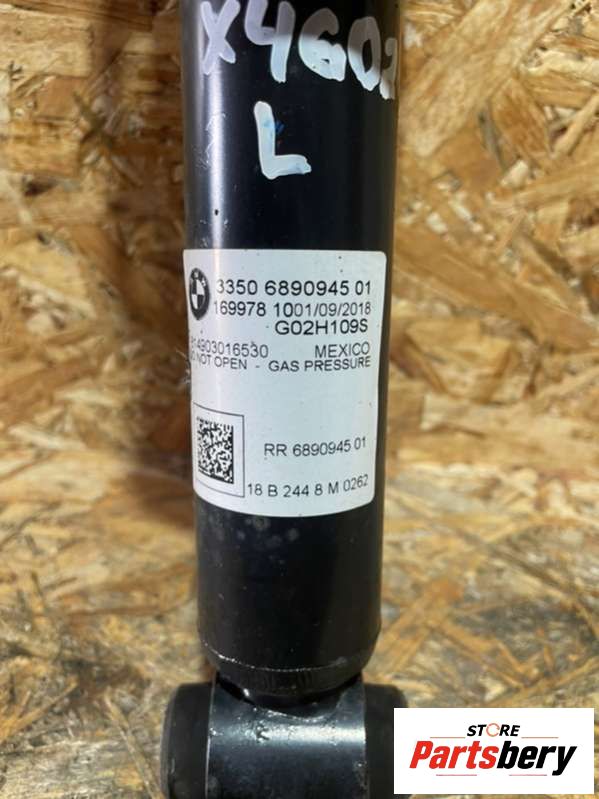 X4G02
L
3350 6890945 01
169978 1001/09/2018
G02H109S
4903016530 MEXICO
NOT OPEN - GAS PRESSURE
RR 6890945 01
18 B 244 8 M 0262
STORE
Partsbery